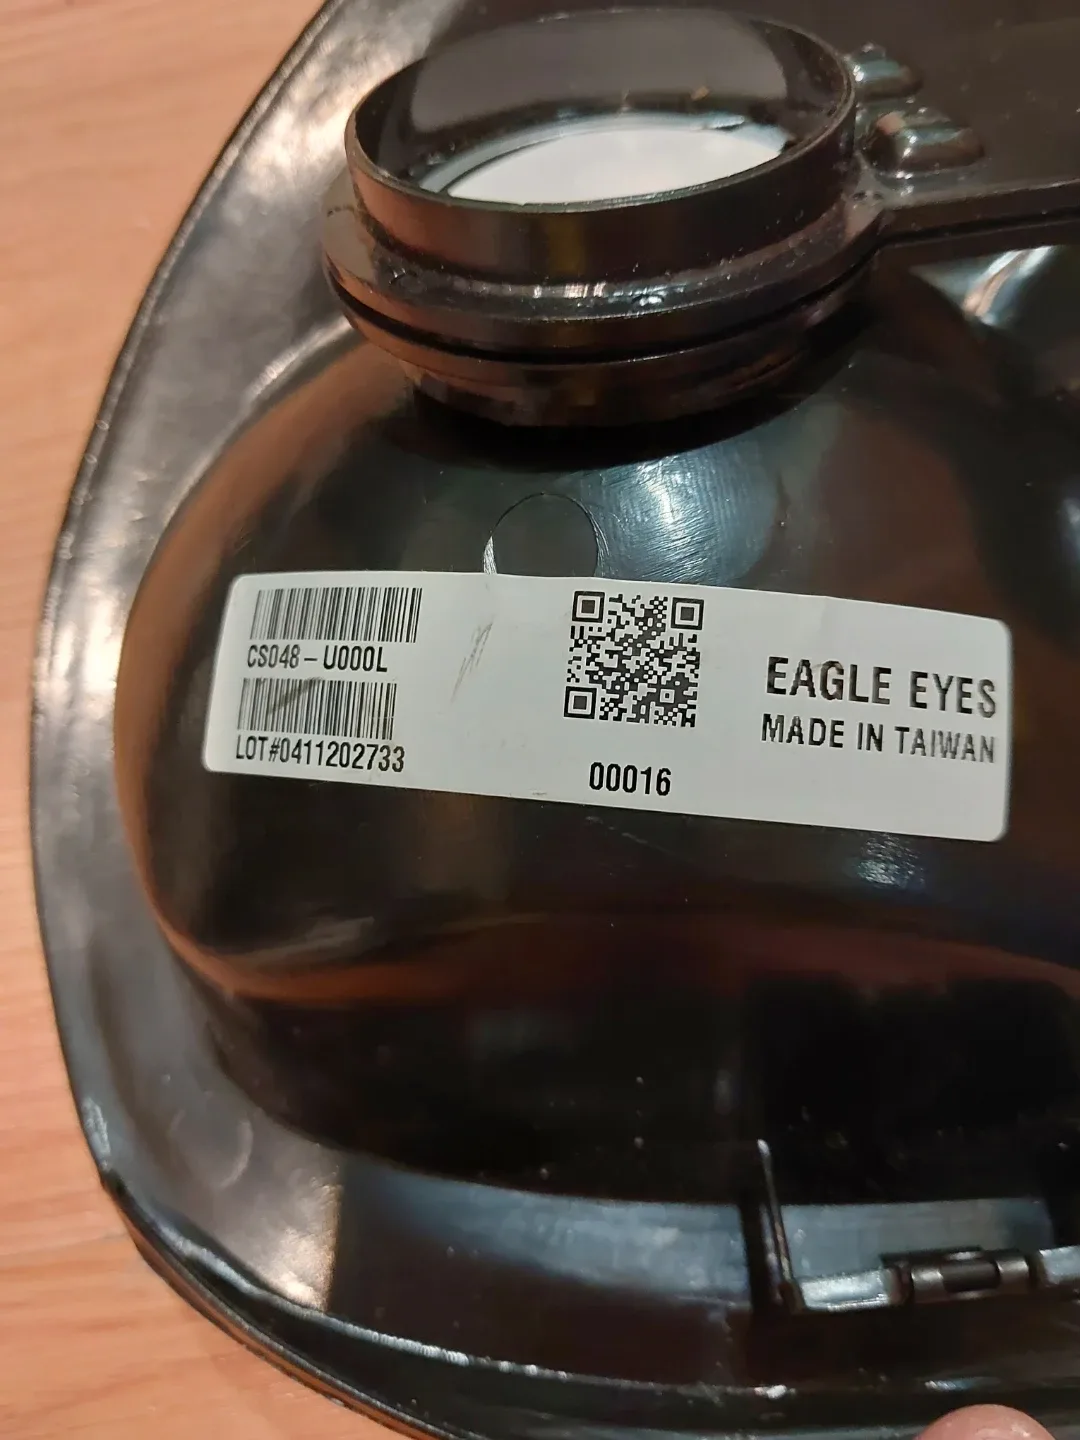 CS048-U000L
LOT#0411202733
00016
EAGLE EYES
MADE IN TAIWAN